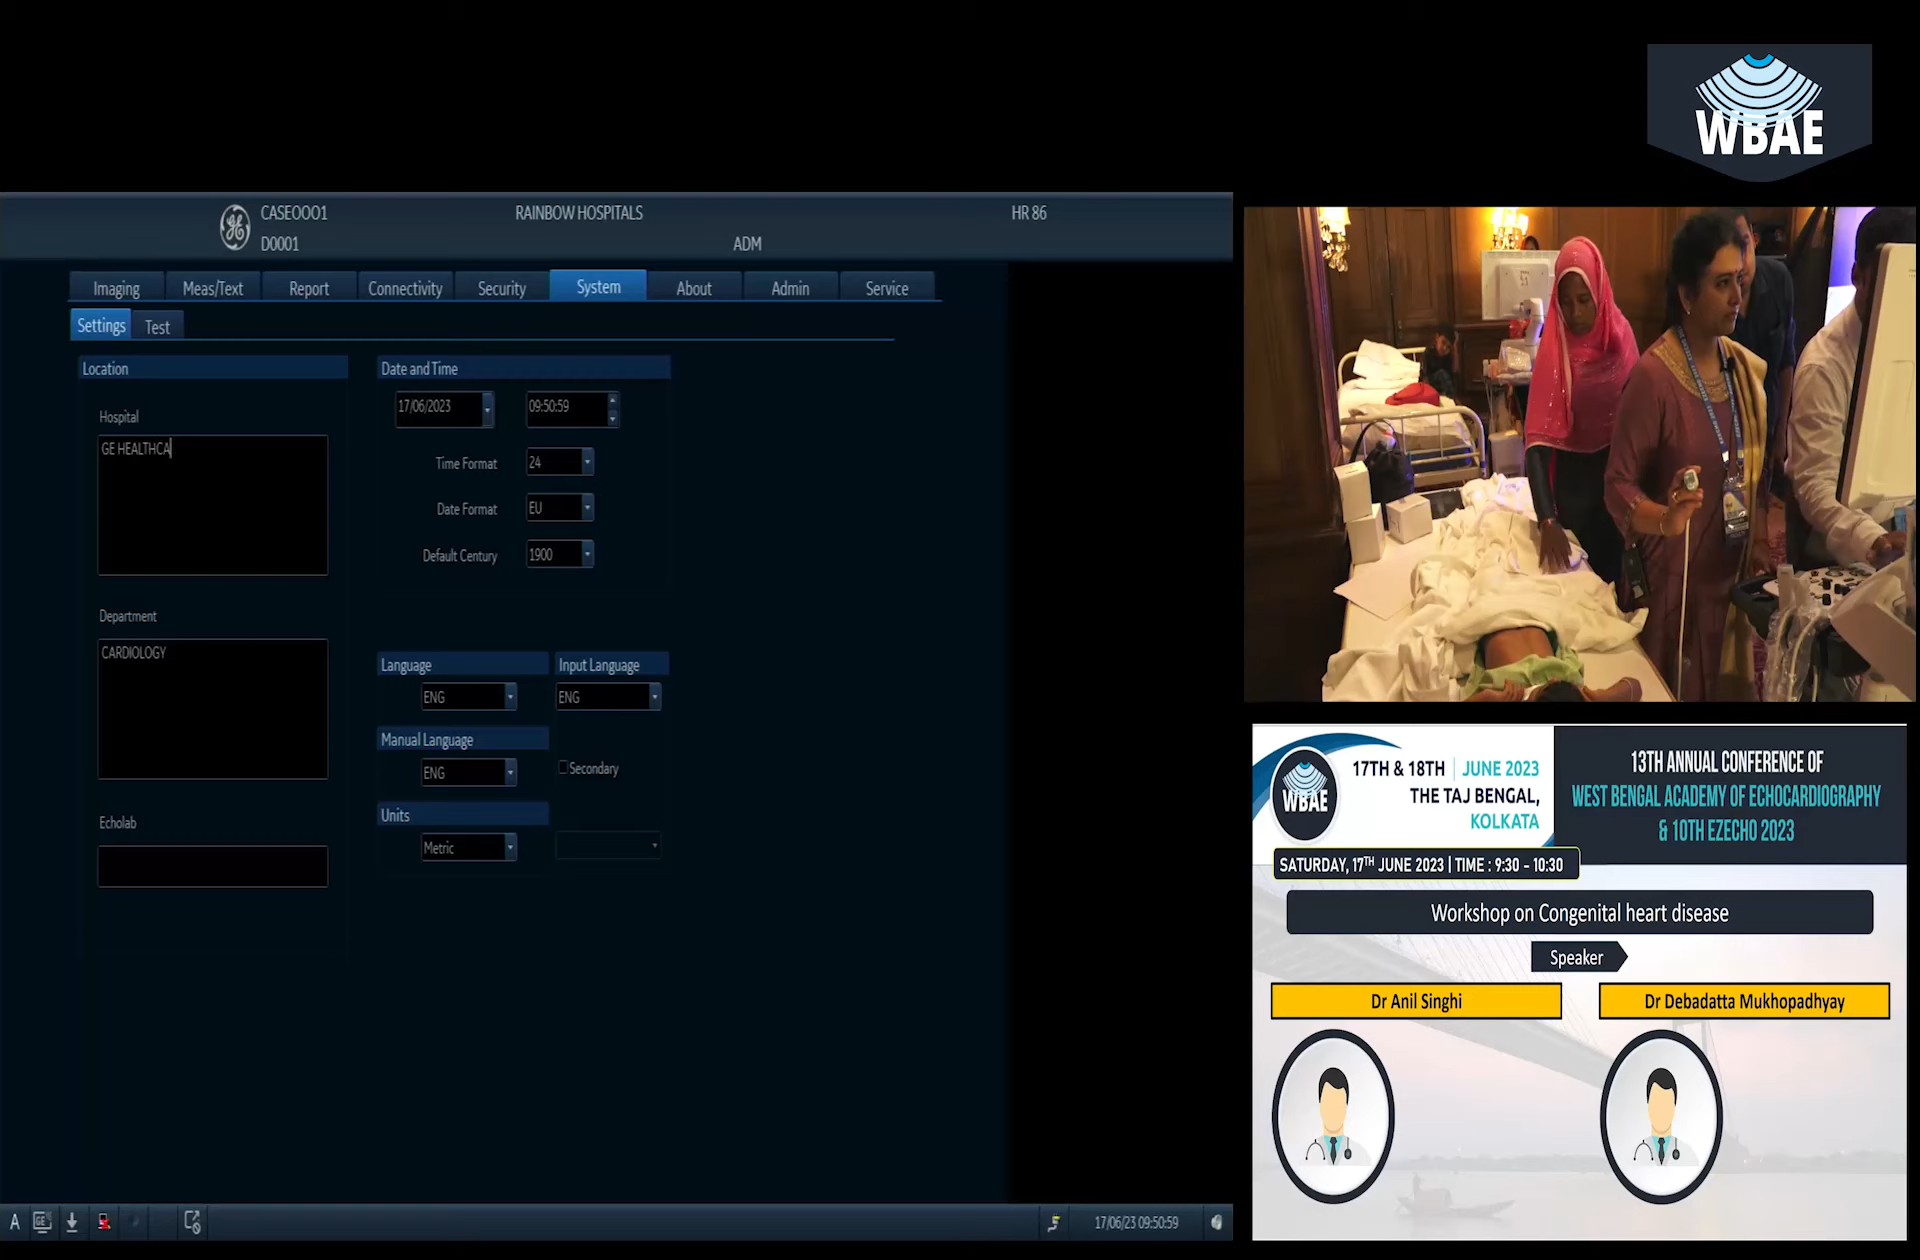 WBAE
CASE0001
RAINBOW HOSPITALS
HR 86
D0001
ADM
Imaging
Meas/Text
Report
Connectivity
Security
System
About
Admin
Service
Settings
Test
Location
Hospital
GE HEALTHCA
Department
CARDIOLOGY
Echolab
Date and Time
17/06/2023
09:50:59
Time Format
24
Date Format
EU
Default Century
1900
Language
ENG
Input Language
ENG
Manual Language
ENG
Secondary
Units
Metric
A
GE
17/06/23 09:50:59
WBAE
17TH & 18TH | JUNE 2023
THE TAJ BENGAL,
KOLKATA
13TH ANNUAL CONFERENCE OF
WEST BENGAL ACADEMY OF ECHOCARDIOGRAPHY
& 10TH EZECHO 2023
SATURDAY, 17TH JUNE 2023 | TIME : 9:30 - 10:30
Workshop on Congenital heart disease
Speaker
Dr Anil Singhi
Dr Debadatta Mukhopadhyay